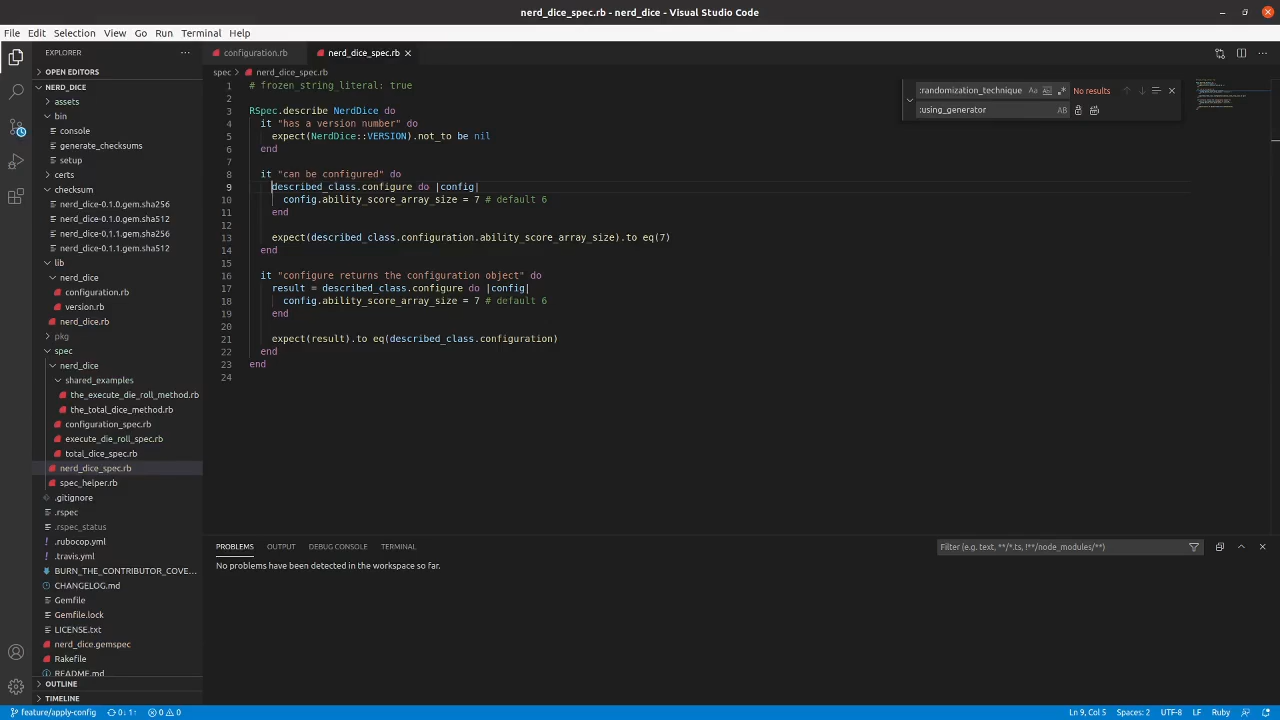 nerd_dice_spec.rb - nerd_dice - Visual Studio Code
File Edit Selection View Go Run Terminal Help
EXPLORER
OPEN EDITORS
NERD_DICE
assets
bin
console
generate_checksums
setup
certs
checksum
nerd_dice-0.1.0.gem.sha256
nerd_dice-0.1.0.gem.sha512
nerd_dice-0.1.1.gem.sha256
nerd_dice-0.1.1.gem.sha512
lib
nerd_dice
configuration.rb
version.rb
nerd_dice.rb
pkg
spec
nerd_dice
shared_examples
the_execute_die_roll_method.rb
the_total_dice_method.rb
configuration_spec.rb
execute_die_roll_spec.rb
total_dice_spec.rb
nerd_dice_spec.rb
spec_helper.rb
.gitignore
.rspec
.rspec_status
.rubocop.yml
.travis.yml
BURN_THE_CONTRIBUTOR_COVE...
CHANGELOG.md
Gemfile
Gemfile.lock
LICENSE.txt
nerd_dice.gemspec
Rakefile
README.md
OUTLINE
TIMELINE
configuration.rb nerd_dice_spec.rb
spec > nerd_dice_spec.rb
:randomization_technique Aa Ab .* No results
:using_generator AB
1 # frozen_string_literal: true
2
3 RSpec.describe NerdDice do
4 it "has a version number" do
5 expect(NerdDice::VERSION).not_to be nil
6 end
7
8 it "can be configured" do
9 described_class.configure do |config|
10 config.ability_score_array_size = 7 # default 6
11 end
12
13 expect(described_class.configuration.ability_score_array_size).to eq(7)
14 end
15
16 it "configure returns the configuration object" do
17 result = described_class.configure do |config|
18 config.ability_score_array_size = 7 # default 6
19 end
20
21 expect(result).to eq(described_class.configuration)
22 end
23 end
24
PROBLEMS OUTPUT DEBUG CONSOLE TERMINAL
Filter (e.g. text, **/*.ts, !**/node_modules/**)
No problems have been detected in the workspace so far.
feature/apply-config 0↓ 1↑ 0 0 Ln 9, Col 5 Spaces: 2 UTF-8 LF Ruby